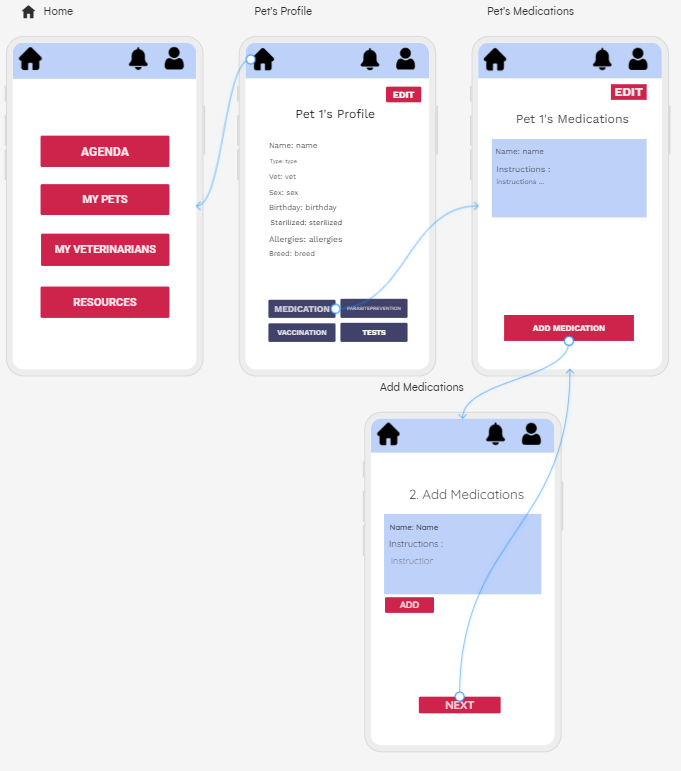 Home
Pet's Profile
Pet's Medications
AGENDA
MY PETS
MY VETERINARIANS
RESOURCES
EDIT
Pet 1's Profile
Name: name
Type: type
Vet: vet
Sex: sex
Birthday: birthday
Sterilized: sterilized
Allergies: allergies
Breed: breed
MEDICATION
PARASITEPREVENTION
VACCINATION
TESTS
EDIT
Pet 1's Medications
Name: name
Instructions :
Instructions ...
ADD MEDICATION
Add Medications
2. Add Medications
Name: Name
Instructions :
Instruction
ADD
NEXT